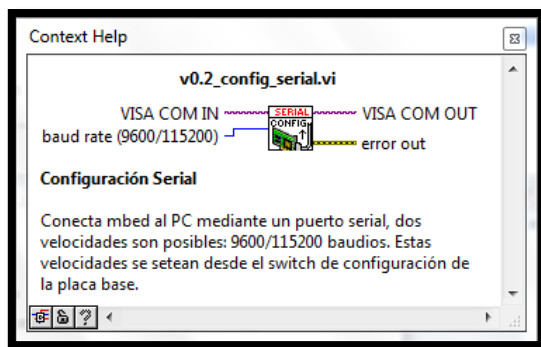 Context Help
v0.2_config_serial.vi
VISA COM IN SERIAL VISA COM OUT
baud rate (9600/115200) CONFIG error out
Configuración Serial
Conecta mbed al PC mediante un puerto serial, dos
velocidades son posibles: 9600/115200 baudios. Estas
velocidades se setean desde el switch de configuración de
la placa base.
?